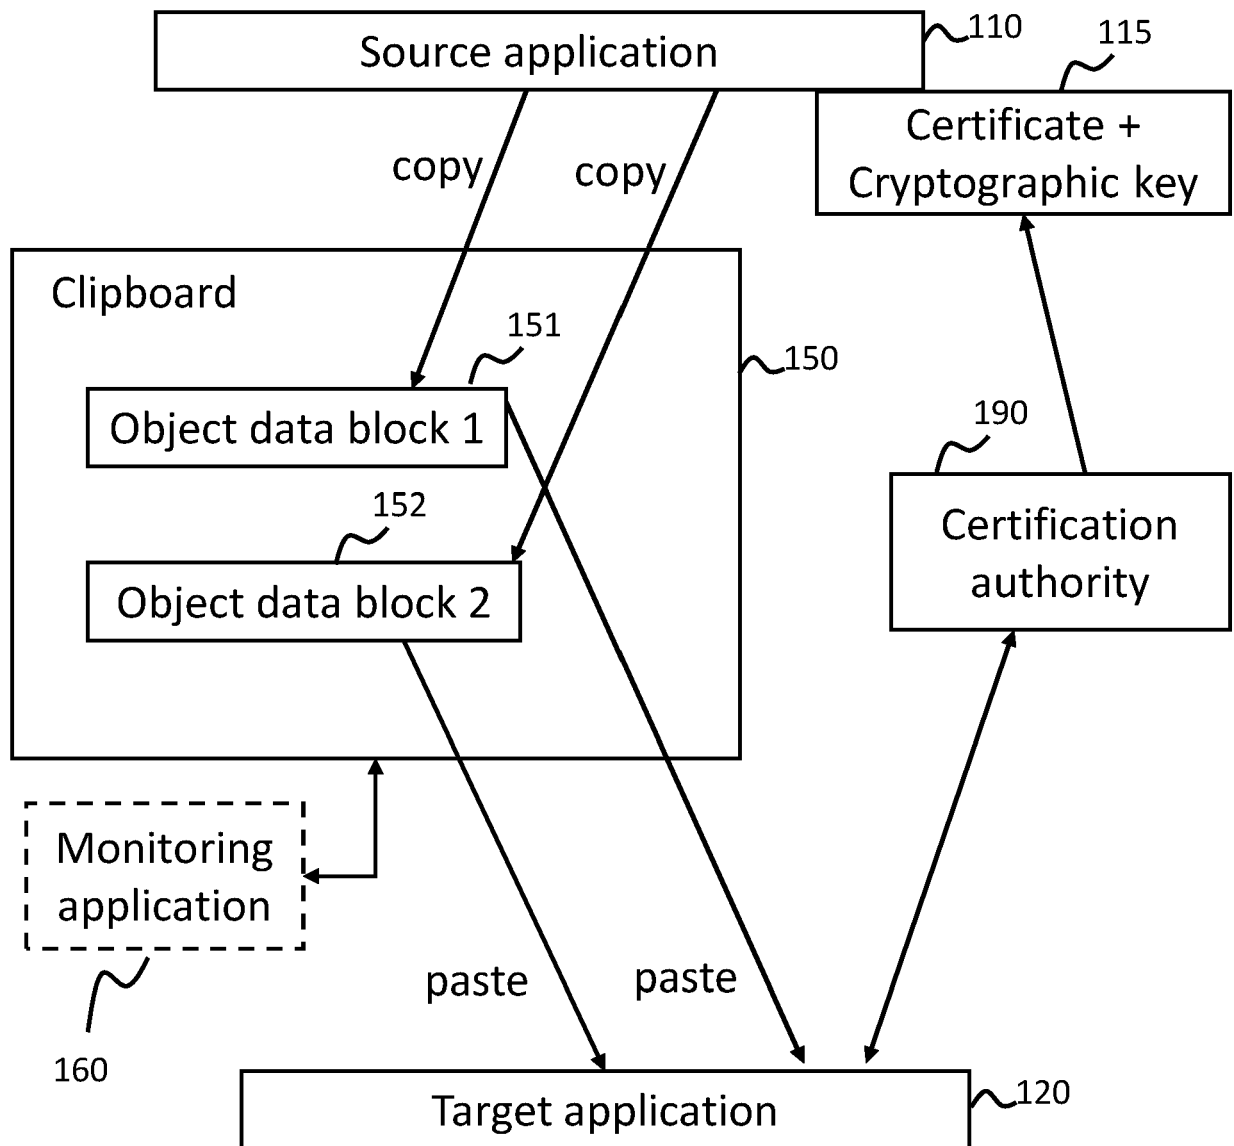 Source application
110
115
Certificate +
Cryptographic key
copy
copy
Clipboard
151
150
Object data block 1
190
152
Certification
authority
Object data block 2
Monitoring
application
paste
paste
160
Target application
120